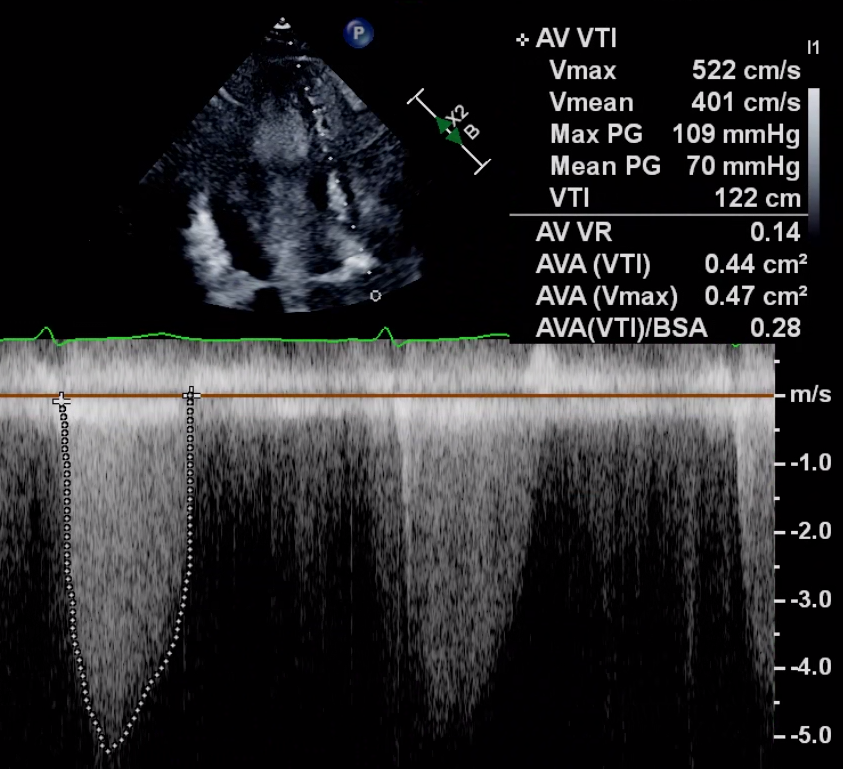 P
X2
B
AV VTI
I1
Vmax 522 cm/s
Vmean 401 cm/s
Max PG 109 mmHg
Mean PG 70 mmHg
VTI 122 cm
AV VR 0.14
AVA (VTI) 0.44 cm²
AVA (Vmax) 0.47 cm²
AVA(VTI)/BSA 0.28
m/s
-1.0
-2.0
-3.0
-4.0
-5.0